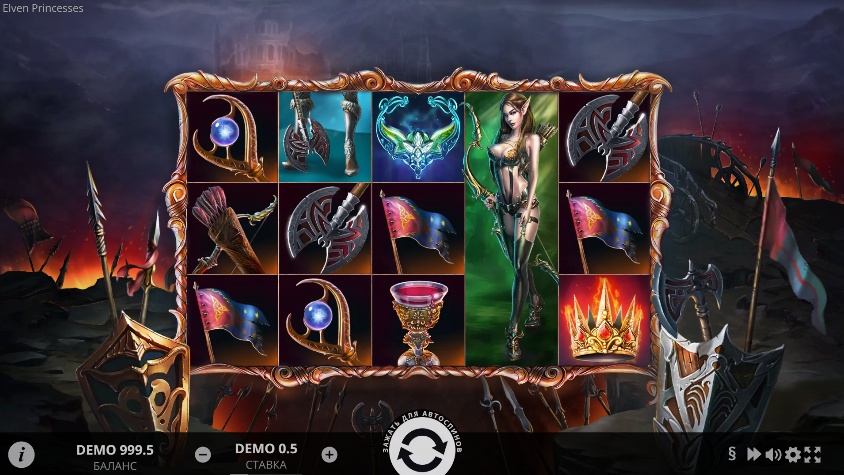 Elven Princesses
ЗАЖАТЬ ДЛЯ АВТОСПИНОВ
DEMO 999.5
БАЛАНС
DEMO 0.5
СТАВКА
§